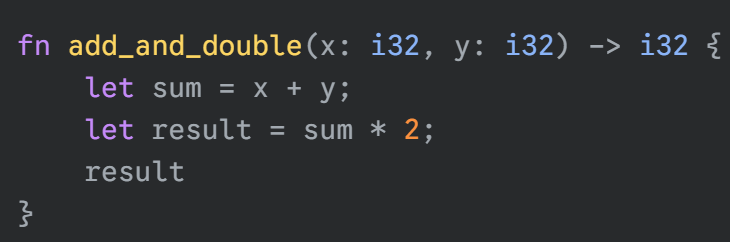 fn add_and_double(x: i32, y: i32) -> i32 {
    let sum = x + y;
    let result = sum * 2;
    result
}